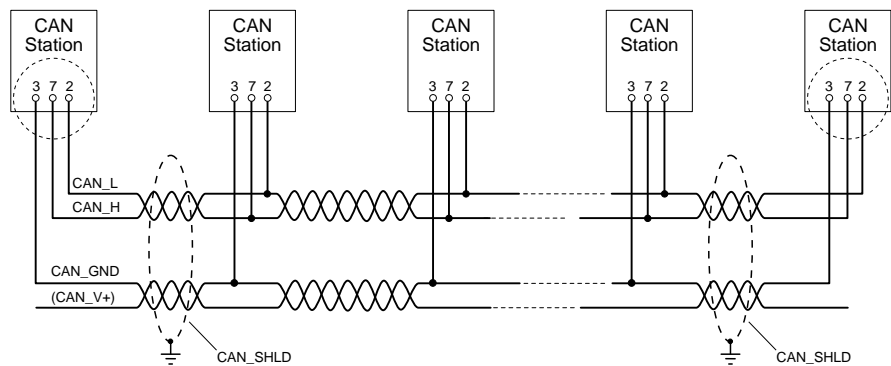 CAN
Station
CAN
Station
CAN
Station
CAN
Station
CAN
Station
3 7 2
3 7 2
3 7 2
3 7 2
3 7 2
CAN_L
CAN_H
CAN_GND
(CAN_V+)
CAN_SHLD
CAN_SHLD